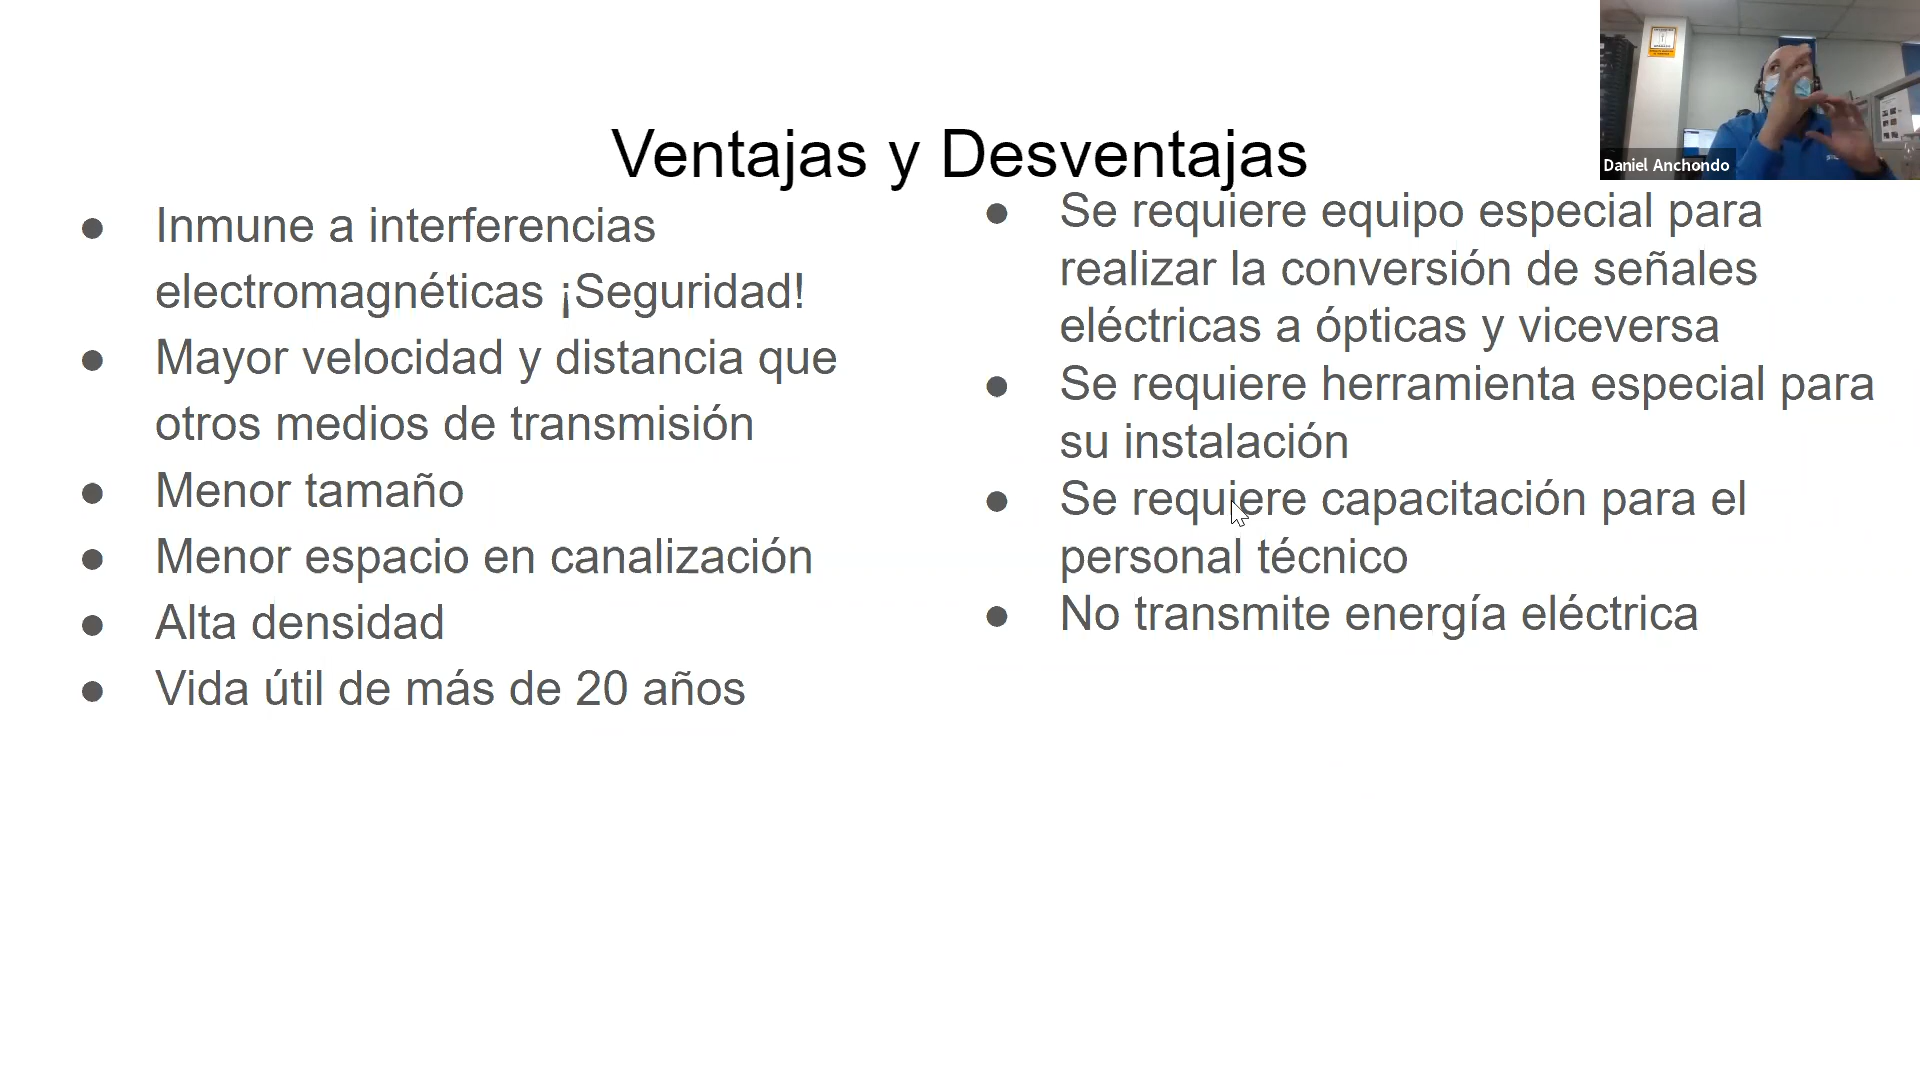 Ventajas y Desventajas
Inmune a interferencias
electromagnéticas ¡Seguridad!
Mayor velocidad y distancia que
otros medios de transmisión
Menor tamaño
Menor espacio en canalización
Alta densidad
Vida útil de más de 20 años
Se requiere equipo especial para
realizar la conversión de señales
eléctricas a ópticas y viceversa
Se requiere herramienta especial para
su instalación
Se requiere capacitación para el
personal técnico
No transmite energía eléctrica
Daniel Anchondo